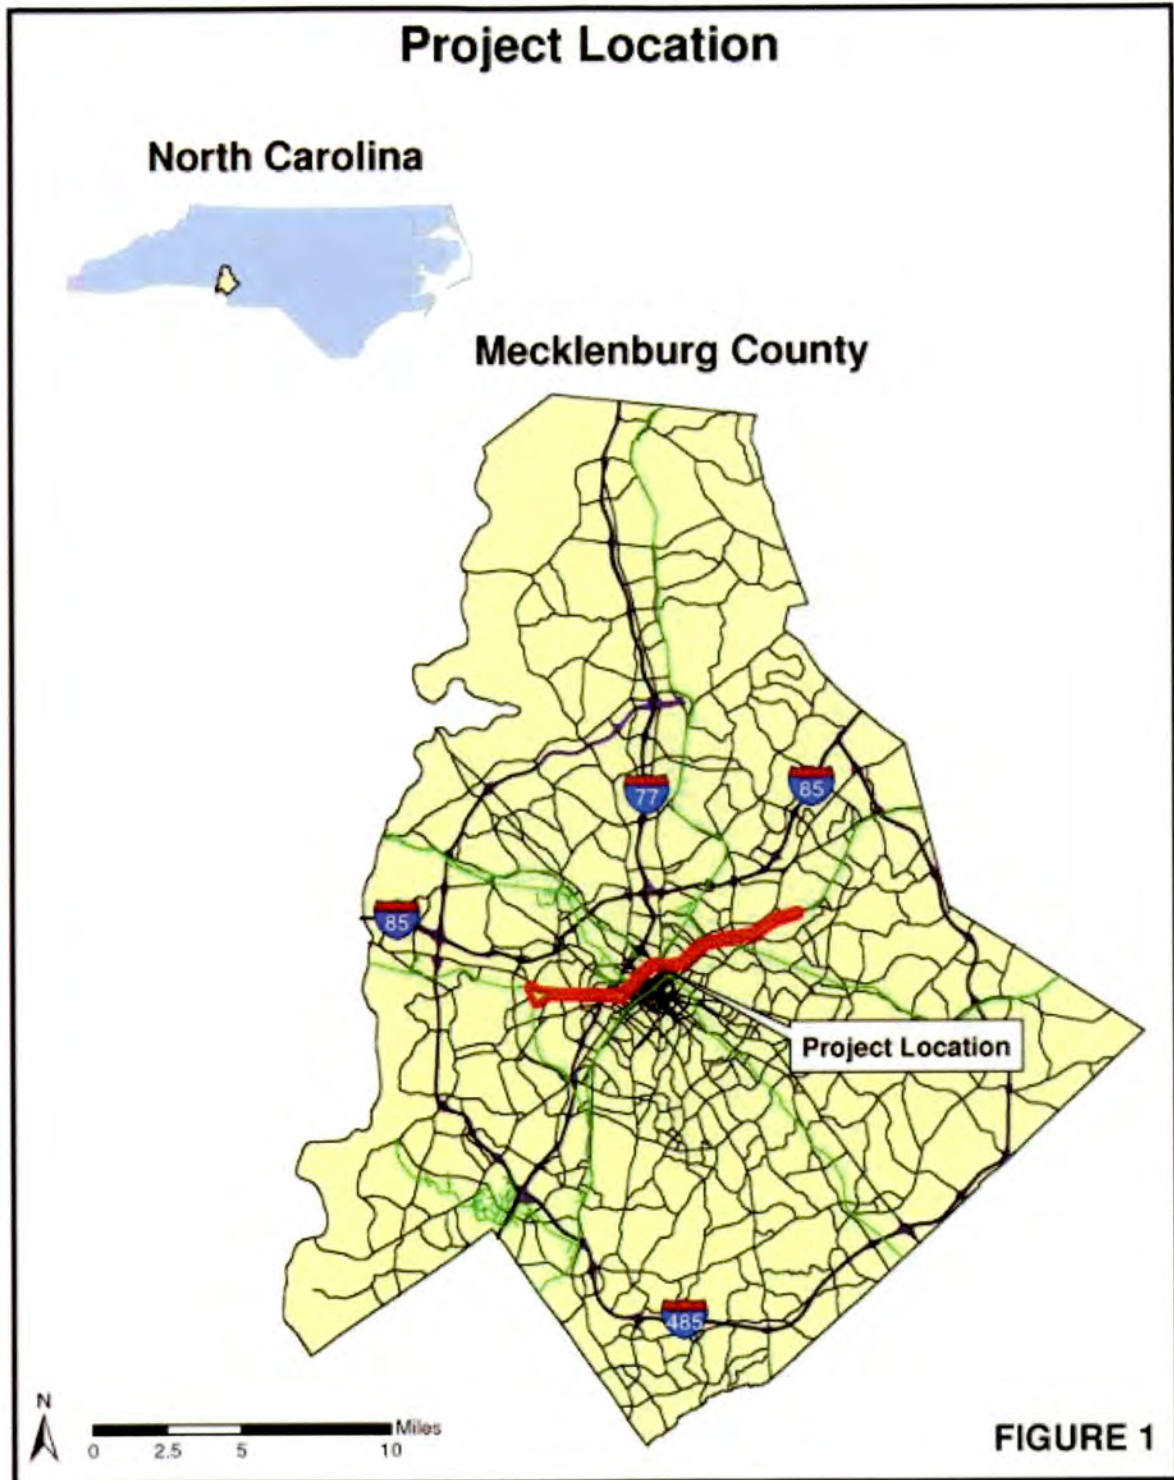 Project Location
North Carolina
Mecklenburg County
77
85
85
Project Location
485
N
Miles
0 2.5 5 10
FIGURE 1